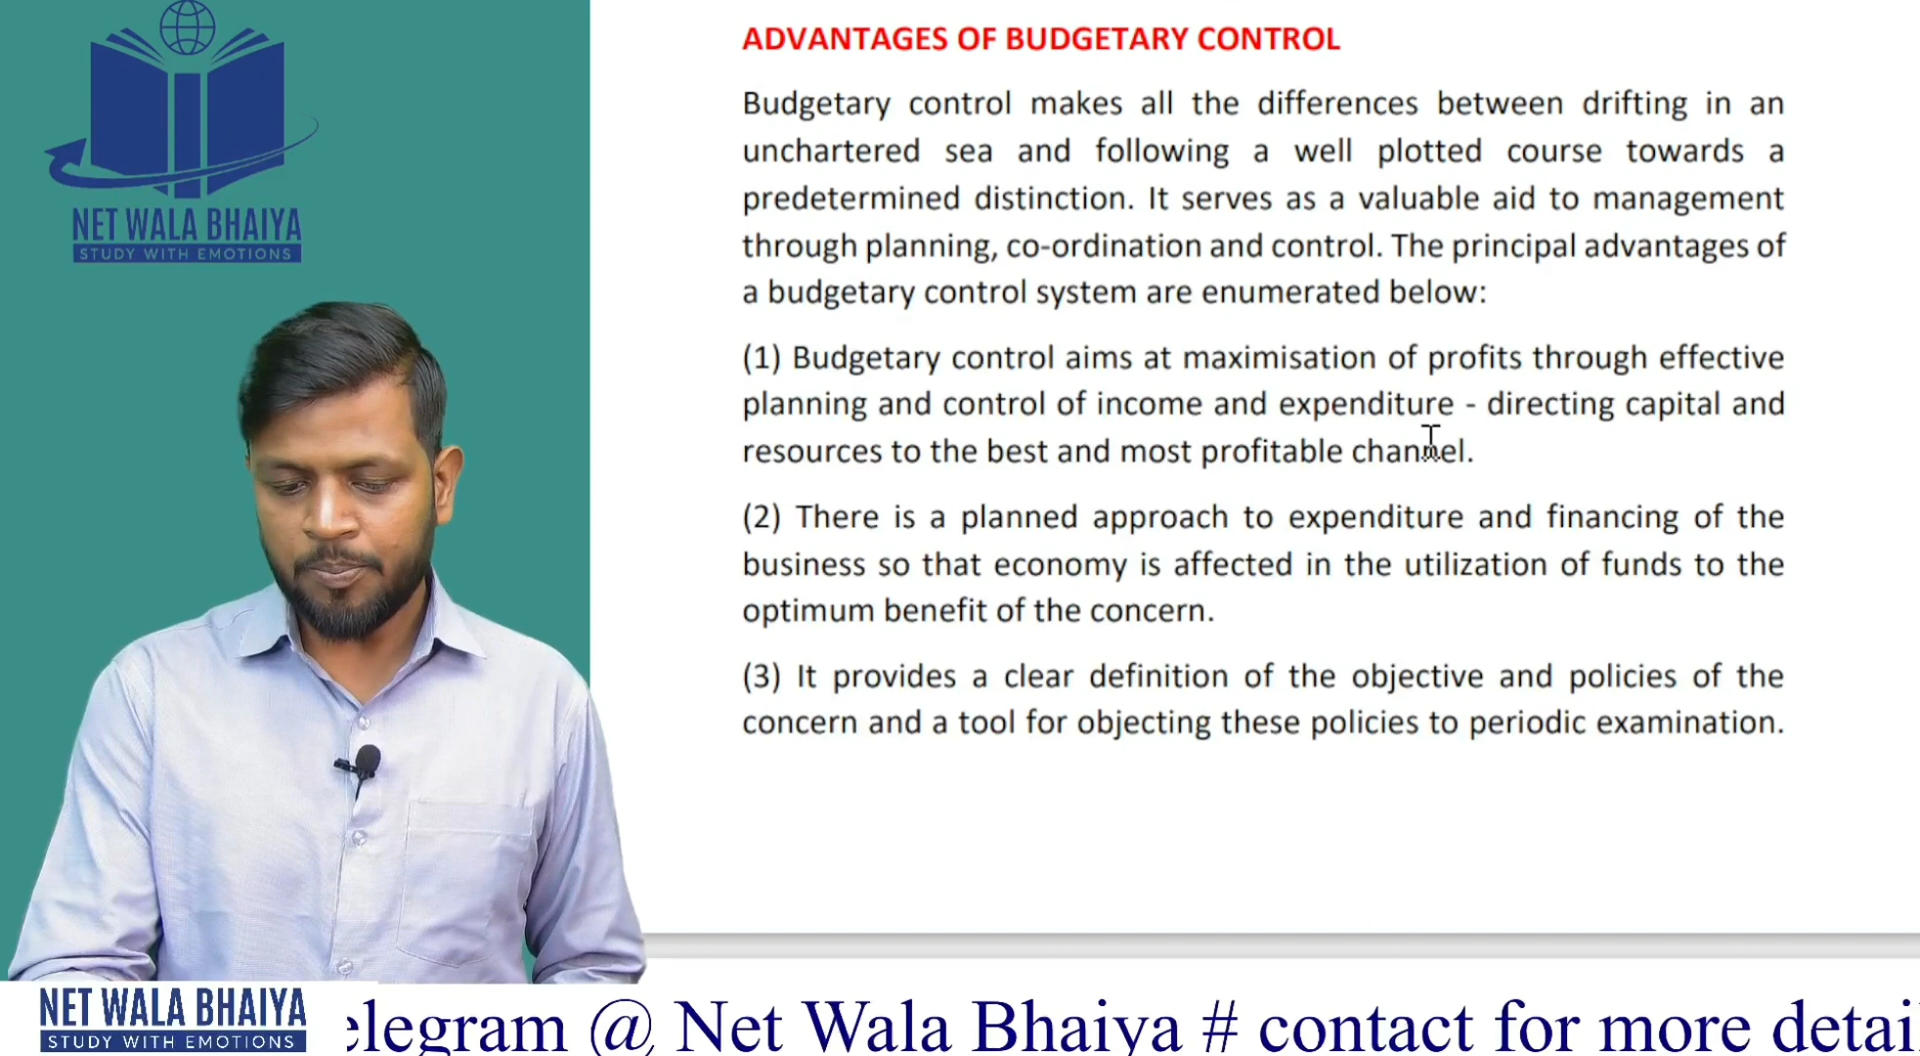 NET WALA BHAIYA
STUDY WITH EMOTIONS
ADVANTAGES OF BUDGETARY CONTROL
Budgetary control makes all the differences between drifting in an
unchartered sea and following a well plotted course towards a
predetermined distinction. It serves as a valuable aid to management
through planning, co-ordination and control. The principal advantages of
a budgetary control system are enumerated below:
(1) Budgetary control aims at maximisation of profits through effective
planning and control of income and expenditure - directing capital and
resources to the best and most profitable channel.
(2) There is a planned approach to expenditure and financing of the
business so that economy is affected in the utilization of funds to the
optimum benefit of the concern.
(3) It provides a clear definition of the objective and policies of the
concern and a tool for objecting these policies to periodic examination.
NET WALA BHAIYA
STUDY WITH EMOTIONS
elegram @ Net Wala Bhaiya # contact for more detai